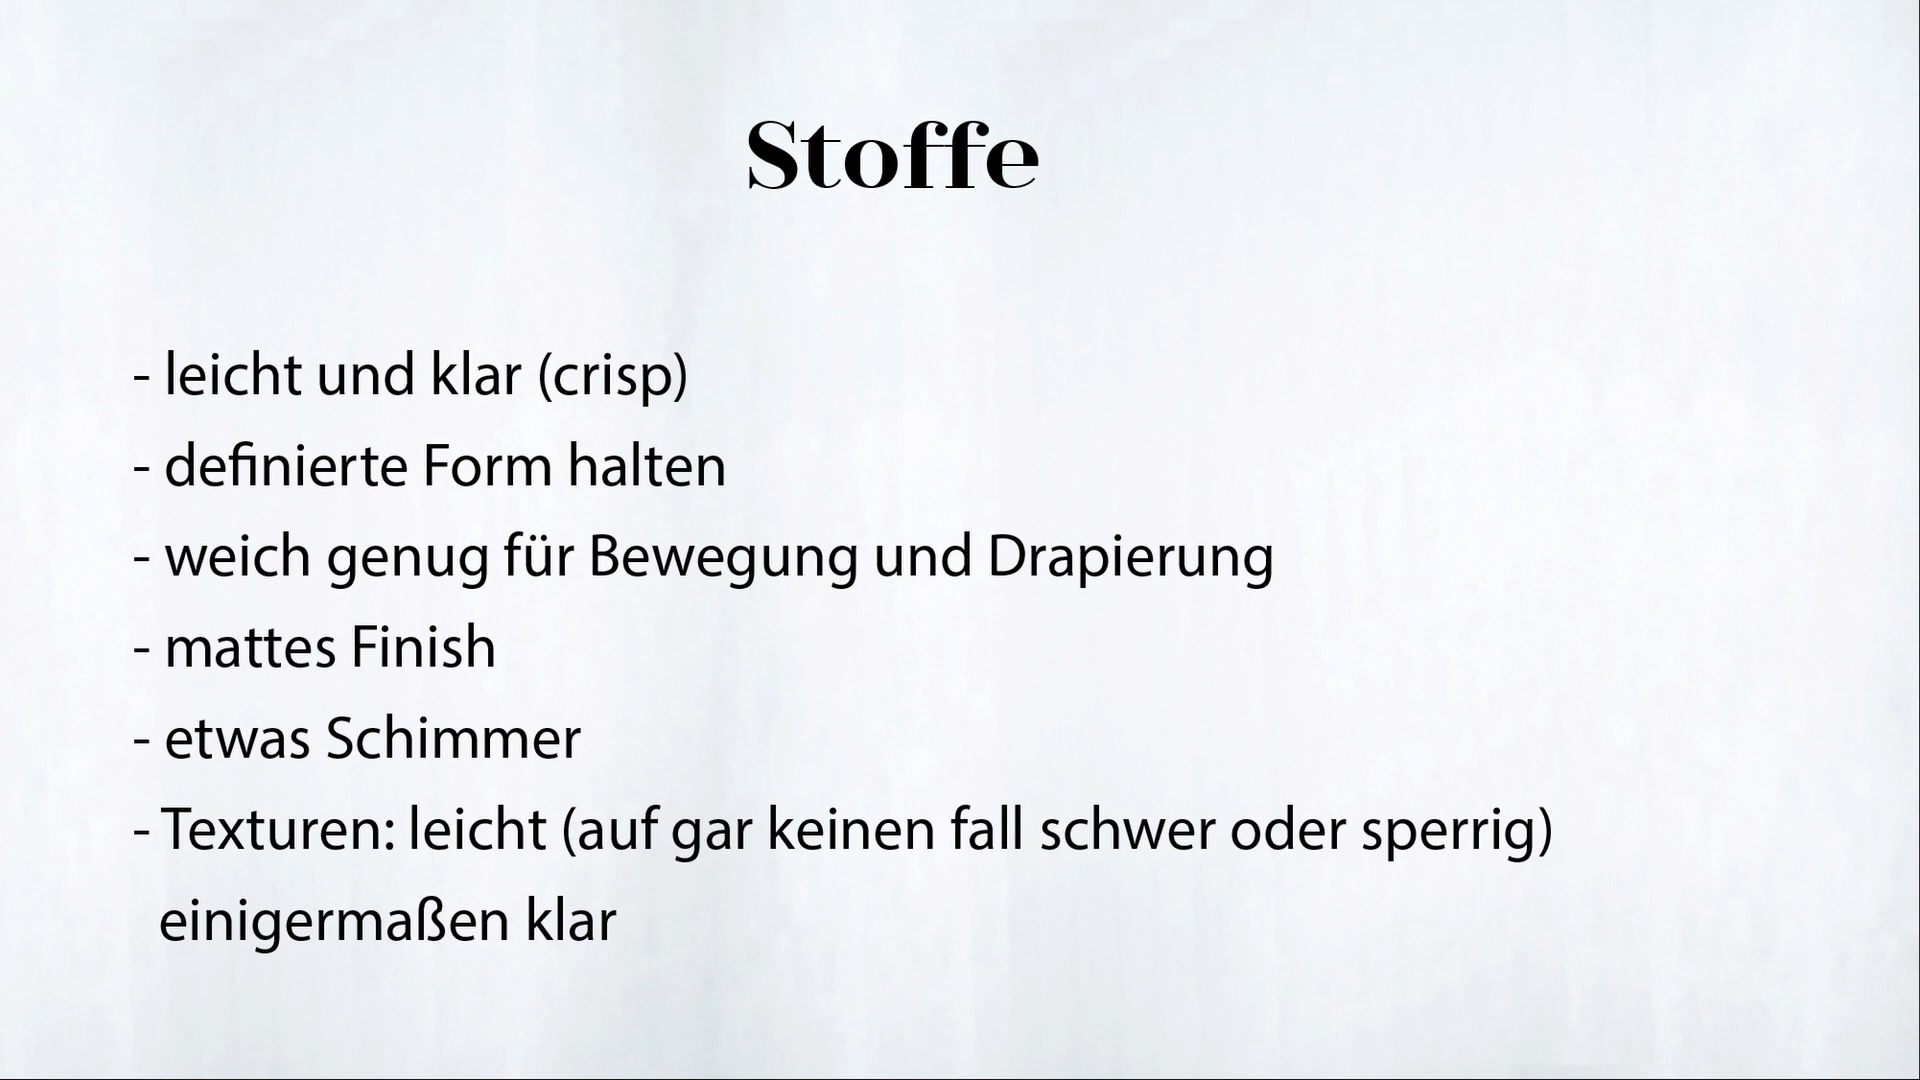 Stoffe
- leicht und klar (crisp)
- definierte Form halten
- weich genug für Bewegung und Drapierung
- mattes Finish
- etwas Schimmer
- Texturen: leicht (auf gar keinen fall schwer oder sperrig)
einigermaßen klar